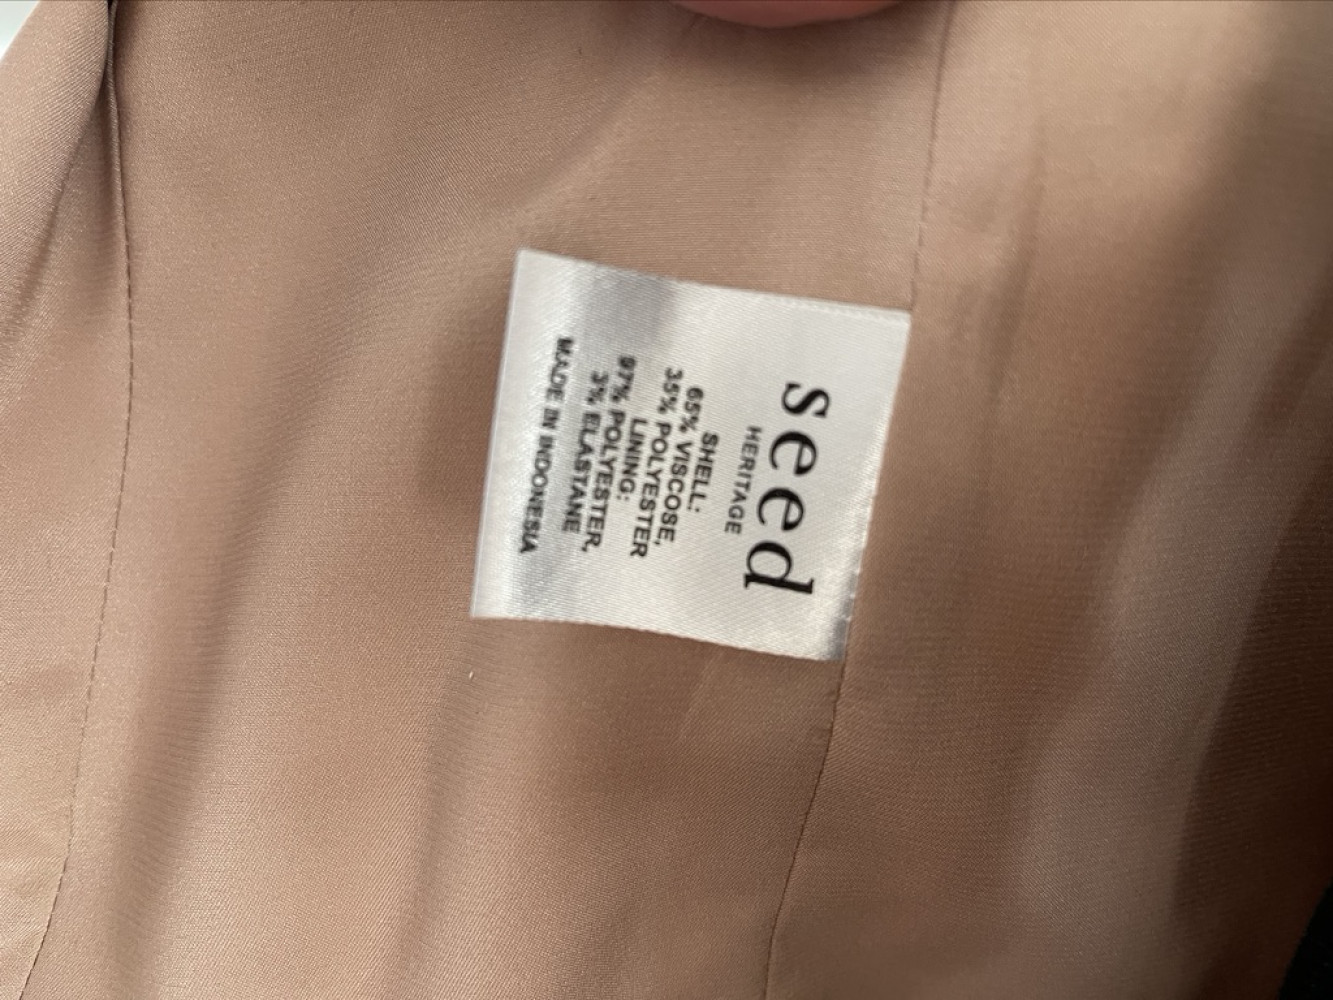 seed
HERITAGE
SHELL:
65% VISCOSE,
35% POLYESTER
LINING:
97% POLYESTER,
3% ELASTANE
MADE IN INDONESIA